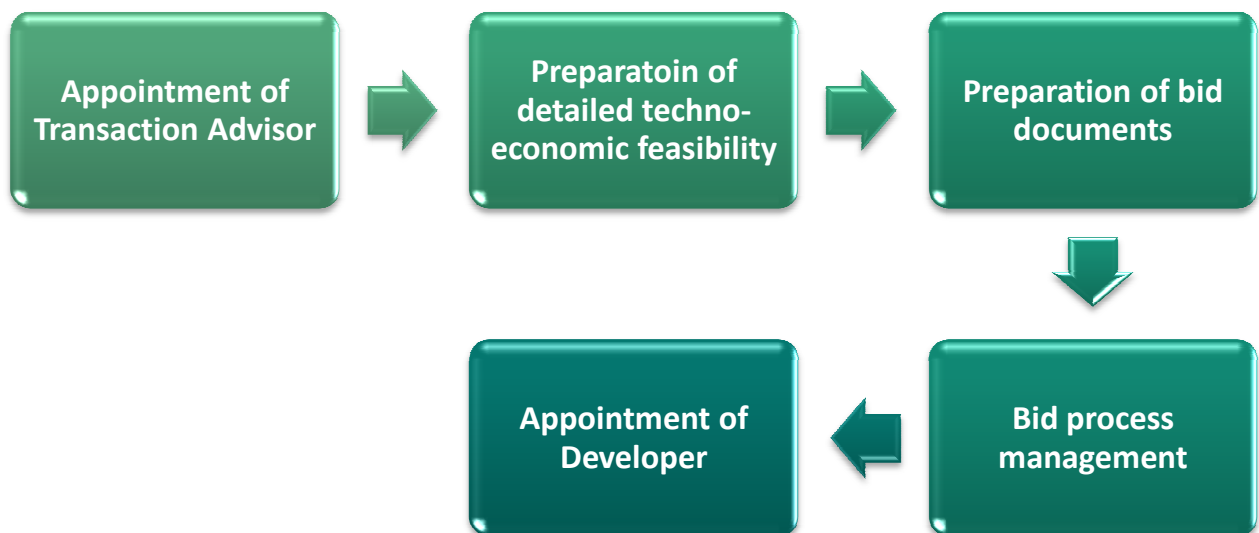 Appointment of
Transaction Advisor
Preparatoin of
detailed techno-
economic feasibility
Preparation of bid
documents
Bid process
management
Appointment of
Developer